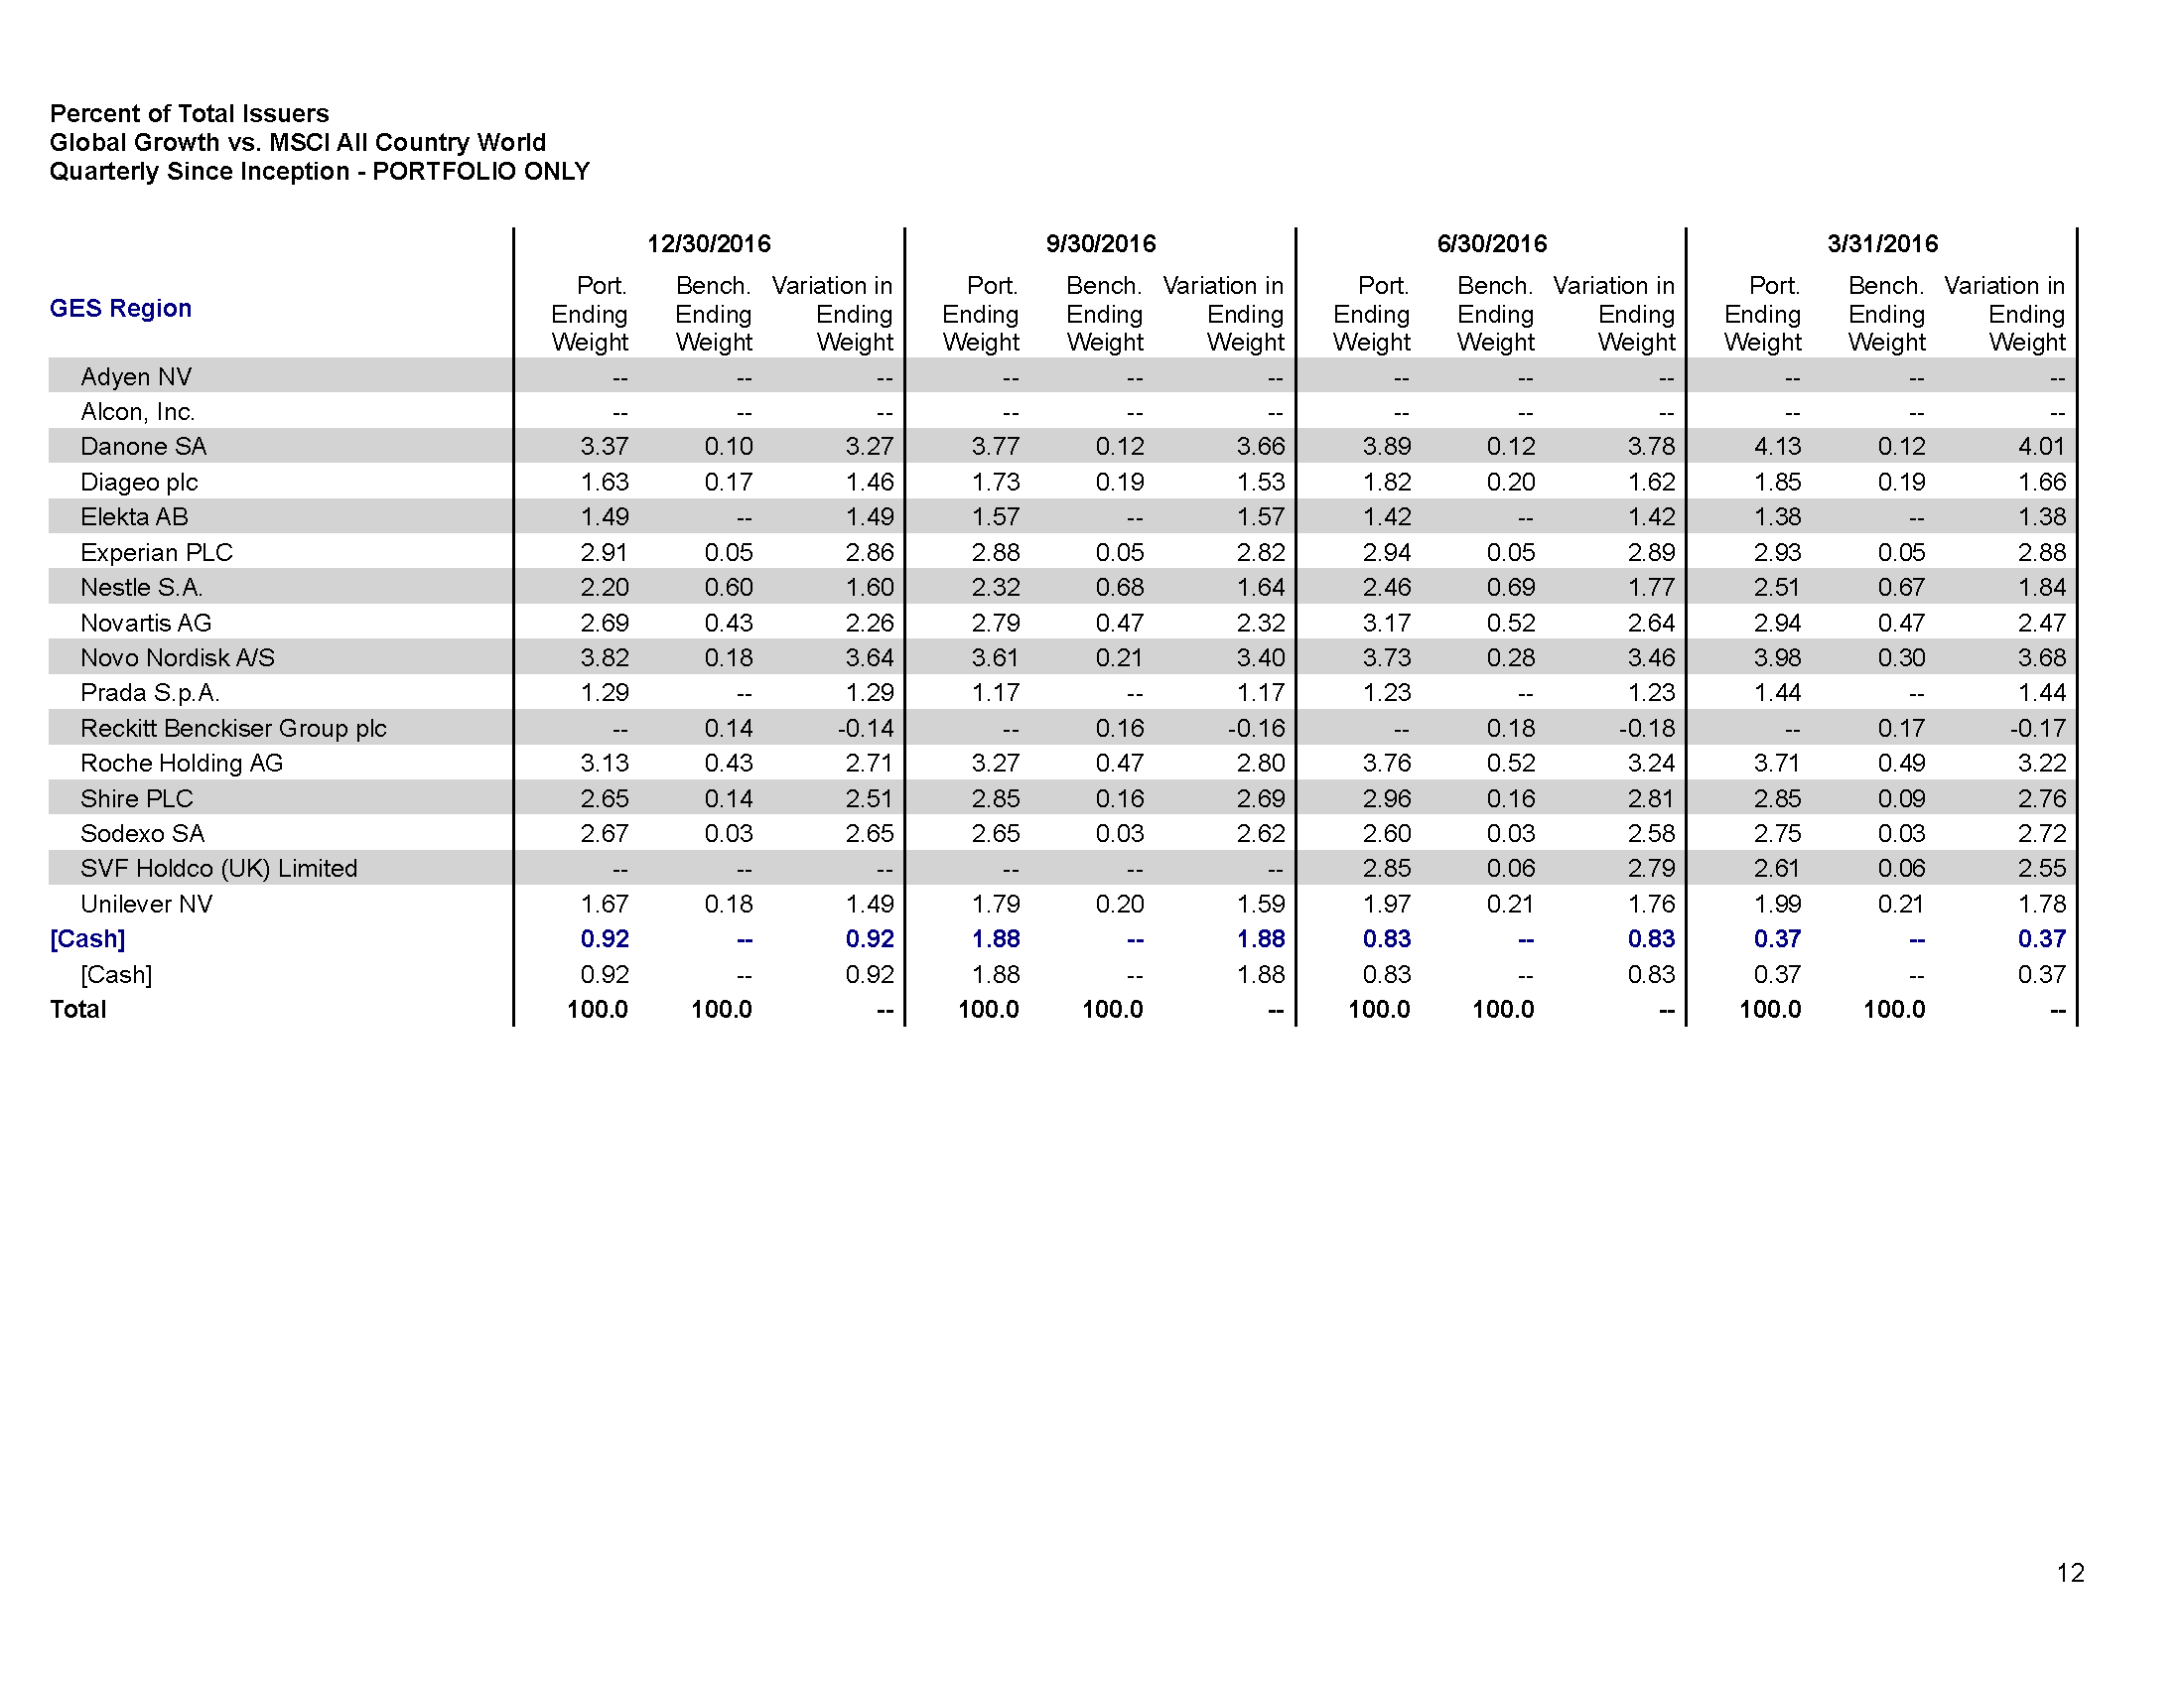 Percent of Total Issuers
Global Growth vs. MSCI All Country World
Quarterly Since Inception - PORTFOLIO ONLY
12/30/2016 9/30/2016 6/30/2016 3/31/2016
GES Region
Port. Bench. Variation in Port. Bench. Variation in Port. Bench. Variation in Port. Bench. Variation in
Ending Ending Ending Ending Ending Ending Ending Ending Ending Ending Ending Ending
Weight Weight Weight Weight Weight Weight Weight Weight Weight Weight Weight Weight
Adyen NV -- -- -- -- -- -- -- -- -- -- -- --
Alcon, Inc. -- -- -- -- -- -- -- -- -- -- -- --
Danone SA 3.37 0.10 3.27 3.77 0.12 3.66 3.89 0.12 3.78 4.13 0.12 4.01
Diageo plc 1.63 0.17 1.46 1.73 0.19 1.53 1.82 0.20 1.62 1.85 0.19 1.66
Elekta AB 1.49 -- 1.49 1.57 -- 1.57 1.42 -- 1.42 1.38 -- 1.38
Experian PLC 2.91 0.05 2.86 2.88 0.05 2.82 2.94 0.05 2.89 2.93 0.05 2.88
Nestle S.A. 2.20 0.60 1.60 2.32 0.68 1.64 2.46 0.69 1.77 2.51 0.67 1.84
Novartis AG 2.69 0.43 2.26 2.79 0.47 2.32 3.17 0.52 2.64 2.94 0.47 2.47
Novo Nordisk A/S 3.82 0.18 3.64 3.61 0.21 3.40 3.73 0.28 3.46 3.98 0.30 3.68
Prada S.p.A. 1.29 -- 1.29 1.17 -- 1.17 1.23 -- 1.23 1.44 -- 1.44
Reckitt Benckiser Group plc -- 0.14 -0.14 -- 0.16 -0.16 -- 0.18 -0.18 -- 0.17 -0.17
Roche Holding AG 3.13 0.43 2.71 3.27 0.47 2.80 3.76 0.52 3.24 3.71 0.49 3.22
Shire PLC 2.65 0.14 2.51 2.85 0.16 2.69 2.96 0.16 2.81 2.85 0.09 2.76
Sodexo SA 2.67 0.03 2.65 2.65 0.03 2.62 2.60 0.03 2.58 2.75 0.03 2.72
SVF Holdco (UK) Limited -- -- -- -- -- -- 2.85 0.06 2.79 2.61 0.06 2.55
Unilever NV 1.67 0.18 1.49 1.79 0.20 1.59 1.97 0.21 1.76 1.99 0.21 1.78
[Cash] 0.92 -- 0.92 1.88 -- 1.88 0.83 -- 0.83 0.37 -- 0.37
[Cash] 0.92 -- 0.92 1.88 -- 1.88 0.83 -- 0.83 0.37 -- 0.37
Total 100.0 100.0 -- 100.0 100.0 -- 100.0 100.0 -- 100.0 100.0 --
12